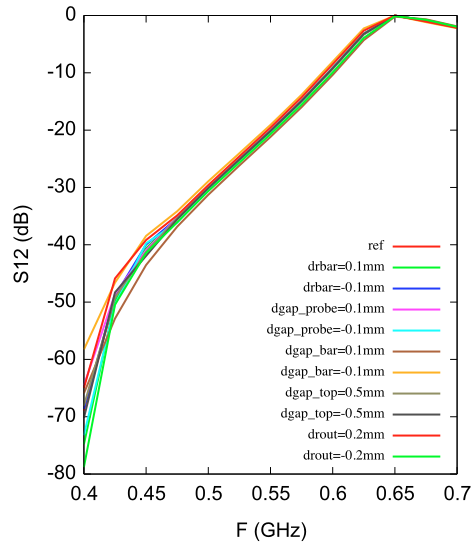 0
-10
-20
-30
-40
-50
-60
-70
-80
S12 (dB)
ref
drbar=0.1mm
drbar=-0.1mm
dgap_probe=0.1mm
dgap_probe=-0.1mm
dgap_bar=0.1mm
dgap_bar=-0.1mm
dgap_top=0.5mm
dgap_top=-0.5mm
drout=0.2mm
drout=-0.2mm
0.4 0.45 0.5 0.55 0.6 0.65 0.7
F (GHz)